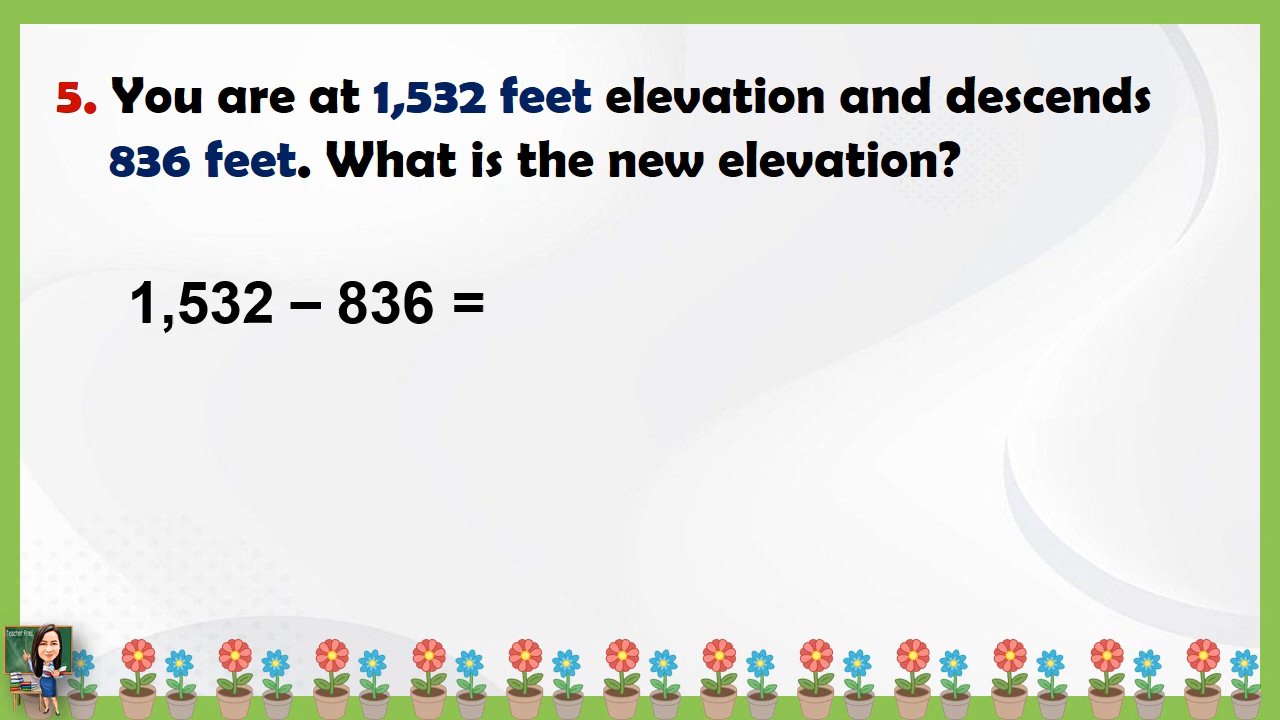 5. You are at 1,532 feet elevation and descends
836 feet. What is the new elevation?
1,532 – 836 =